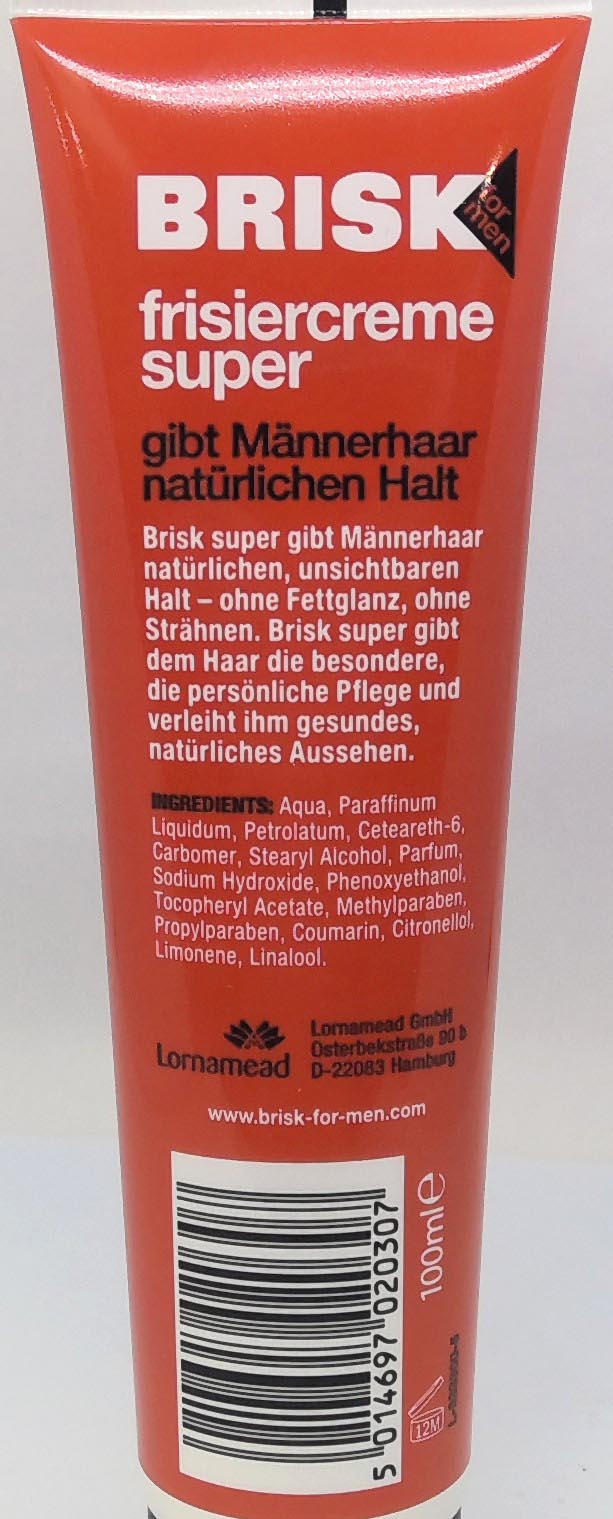 BRISK
for
men
frisiercreme
super
gibt Männerhaar
natürlichen Halt
Brisk super gibt Männerhaar
natürlichen, unsichtbaren
Halt – ohne Fettglanz, ohne
Strähnen. Brisk super gibt
dem Haar die besondere,
die persönliche Pflege und
verleiht ihm gesundes,
natürliches Aussehen.
INGREDIENTS: Aqua, Paraffinum
Liquidum, Petrolatum, Ceteareth-6,
Carbomer, Stearyl Alcohol, Parfum,
Sodium Hydroxide, Phenoxyethanol,
Tocopheryl Acetate, Methylparaben,
Propylparaben, Coumarin, Citronellol,
Limonene, Linalool.
Lornamead
Lornamead GmbH
Osterbekstraße 90 b
D-22083 Hamburg
www.brisk-for-men.com
5 014697 020307
100ml e
12M